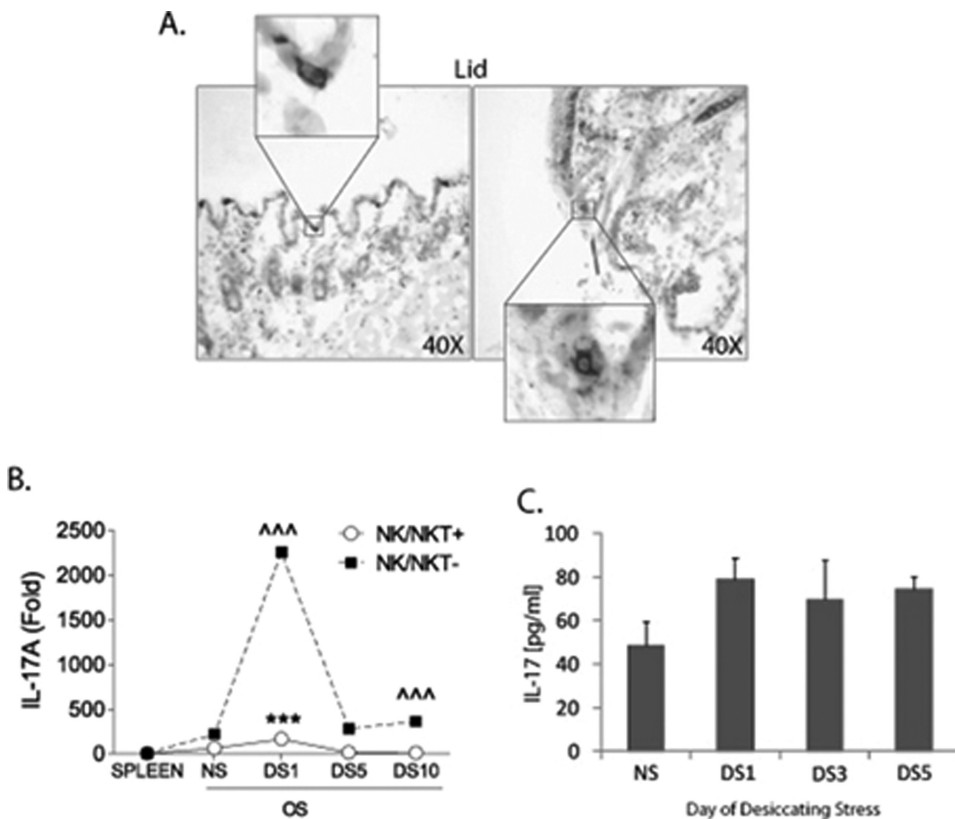 A.
Lid
40X
40X
B.
IL-17A (Fold)
2500
2000
1500
1000
500
0
^^^
***
^^^
NK/NKT+
NK/NKT-
SPLEEN
NS
DS1
DS5
DS10
OS
C.
IL-17 [pg/ml]
100
80
60
40
20
0
NS
DS1
DS3
DS5
Day of Desiccating Stress